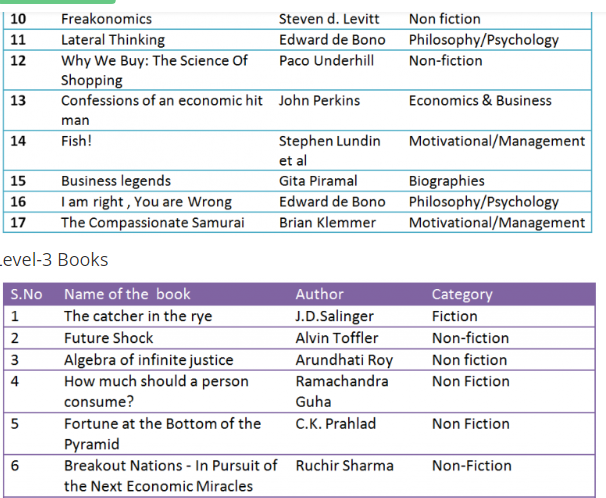 10 Freakonomics Steven d. Levitt Non fiction
11 Lateral Thinking Edward de Bono Philosophy/Psychology
12 Why We Buy: The Science Of Paco Underhill Non-fiction
Shopping
13 Confessions of an economic hit John Perkins Economics & Business
man
14 Fish! Stephen Lundin Motivational/Management
et al
15 Business legends Gita Piramal Biographies
16 I am right , You are Wrong Edward de Bono Philosophy/Psychology
17 The Compassionate Samurai Brian Klemmer Motivational/Management
Level-3 Books
S.No Name of the book Author Category
1 The catcher in the rye J.D.Salinger Fiction
2 Future Shock Alvin Toffler Non-fiction
3 Algebra of infinite justice Arundhati Roy Non fiction
4 How much should a person Ramachandra Non Fiction
consume? Guha
5 Fortune at the Bottom of the C.K. Prahlad Non Fiction
Pyramid
6 Breakout Nations - In Pursuit of Ruchir Sharma Non-Fiction
the Next Economic Miracles